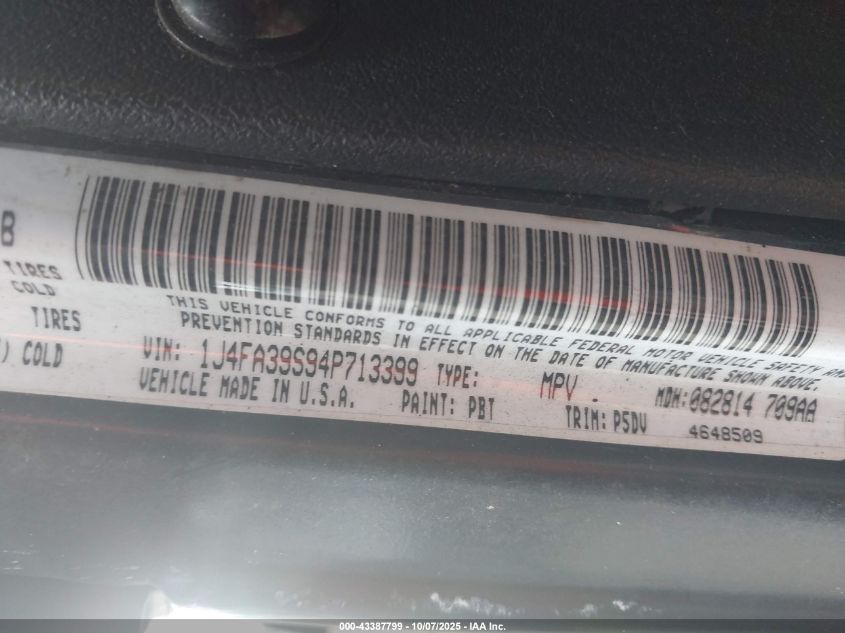 B
TIRES
COLD
TIRES
) COLD
THIS VEHICLE CONFORMS TO ALL APPLICABLE FEDERAL MOTOR VEHICLE SAFETY AND
PREVENTION STANDARDS IN EFFECT ON THE DATE OF MANUFACTURE SHOWN ABOVE.
VIN: 1J4FA39S94P713399 TYPE: MPV MDH:082814 709AA
VEHICLE MADE IN U.S.A. PAINT: PBT TRIM: P5DV 4648509
000-43387799 - 10/07/2025 - IAA Inc.